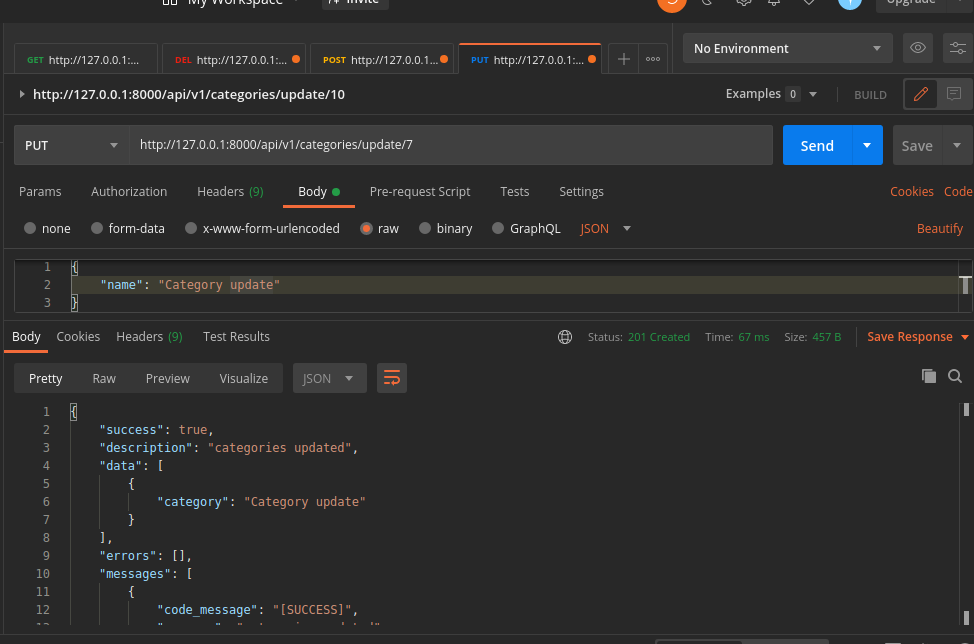 My Workspace
Invite
Upgrade
GET http://127.0.0.1:...
DEL http://127.0.0.1:...
POST http://127.0.0.1...
PUT http://127.0.0.1:...
No Environment
http://127.0.0.1:8000/api/v1/categories/update/10
Examples 0
BUILD
PUT
http://127.0.0.1:8000/api/v1/categories/update/7
Send
Save
Params
Authorization
Headers (9)
Body
Pre-request Script
Tests
Settings
Cookies
Code
none
form-data
x-www-form-urlencoded
raw
binary
GraphQL
JSON
Beautify
1 {
2 "name": "Category update"
3 }
Body
Cookies
Headers (9)
Test Results
Status: 201 Created
Time: 67 ms
Size: 457 B
Save Response
Pretty
Raw
Preview
Visualize
JSON
1 {
2 "success": true,
3 "description": "categories updated",
4 "data": [
5 {
6 "category": "Category update"
7 }
8 ],
9 "errors": [],
10 "messages": [
11 {
12 "code_message": "[SUCCESS]",